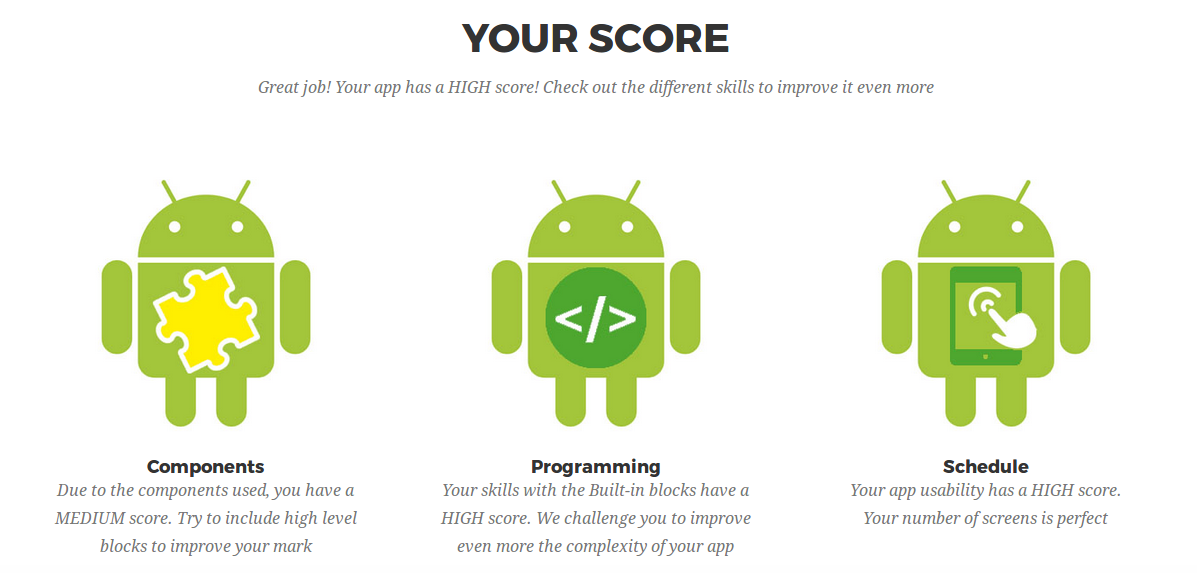 YOUR SCORE
Great job! Your app has a HIGH score! Check out the different skills to improve it even more
</>
Components
Due to the components used, you have a
MEDIUM score. Try to include high level
blocks to improve your mark
Programming
Your skills with the Built-in blocks have a
HIGH score. We challenge you to improve
even more the complexity of your app
Schedule
Your app usability has a HIGH score.
Your number of screens is perfect